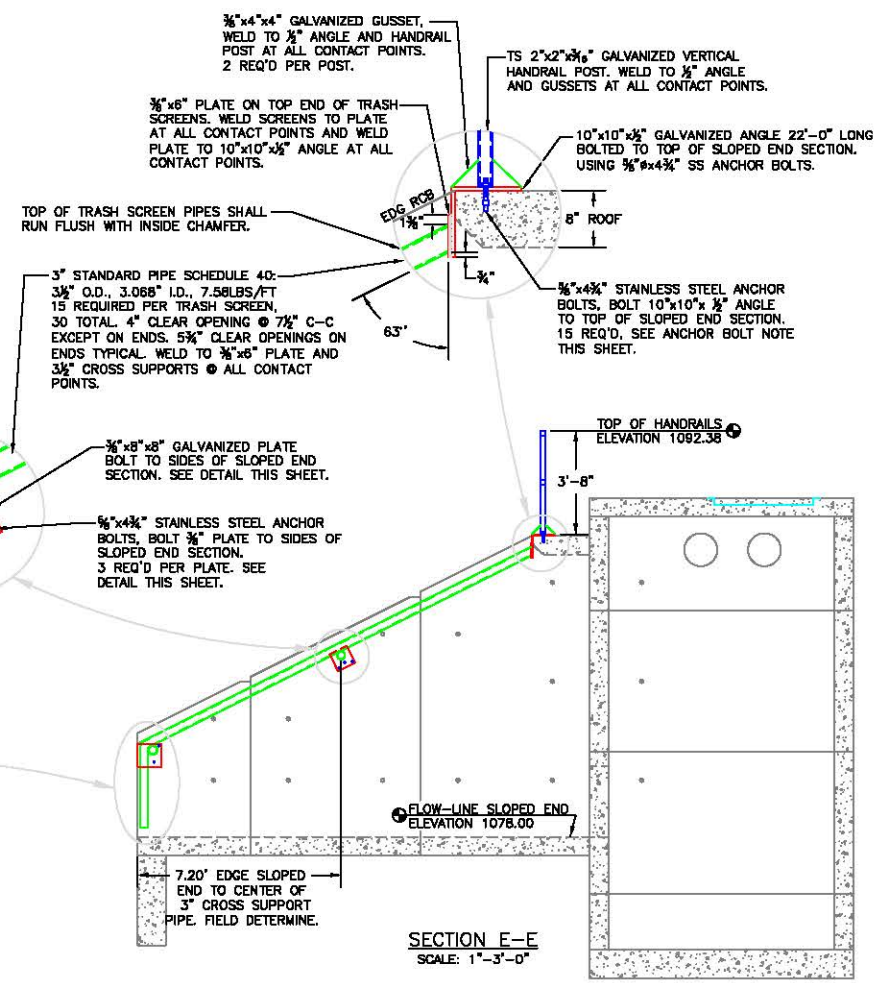 ⅜"x4"x4" GALVANIZED GUSSET,
WELD TO ½" ANGLE AND HANDRAIL
POST AT ALL CONTACT POINTS.
2 REQ'D PER POST.
TS 2"x2"x3⁄16" GALVANIZED VERTICAL
HANDRAIL POST. WELD TO ½" ANGLE
AND GUSSETS AT ALL CONTACT POINTS.
⅜"x6" PLATE ON TOP END OF TRASH
SCREENS. WELD SCREENS TO PLATE
AT ALL CONTACT POINTS AND WELD
PLATE TO 10"x10"x½" ANGLE AT ALL
CONTACT POINTS.
10"x10"x½" GALVANIZED ANGLE 22'-0" LONG
BOLTED TO TOP OF SLOPED END SECTION.
USING ⅝"øx4¾" SS ANCHOR BOLTS.
EDG RCB
1⅜"
8" ROOF
¾"
63°
TOP OF TRASH SCREEN PIPES SHALL
RUN FLUSH WITH INSIDE CHAMFER.
3" STANDARD PIPE SCHEDULE 40:
3½" O.D., 3.068" I.D., 7.58LBS/FT
15 REQUIRED PER TRASH SCREEN,
30 TOTAL. 4" CLEAR OPENING @ 7½" C-C
EXCEPT ON ENDS. 5¾" CLEAR OPENINGS ON
ENDS TYPICAL. WELD TO ⅜"x6" PLATE AND
3½" CROSS SUPPORTS @ ALL CONTACT
POINTS.
⅝"x4¾" STAINLESS STEEL ANCHOR
BOLTS, BOLT 10"x10"x ½" ANGLE
TO TOP OF SLOPED END SECTION.
15 REQ'D, SEE ANCHOR BOLT NOTE
THIS SHEET.
⅜"x8"x8" GALVANIZED PLATE
BOLT TO SIDES OF SLOPED END
SECTION. SEE DETAIL THIS SHEET.
⅝"x4¾" STAINLESS STEEL ANCHOR
BOLTS, BOLT ⅜" PLATE TO SIDES OF
SLOPED END SECTION.
3 REQ'D PER PLATE. SEE
DETAIL THIS SHEET.
TOP OF HANDRAILS
ELEVATION 1092.38
3'-8"
FLOW-LINE SLOPED END
ELEVATION 1078.00
7.20' EDGE SLOPED
END TO CENTER OF
3" CROSS SUPPORT
PIPE. FIELD DETERMINE.
SECTION E-E
SCALE: 1"-3'-0"